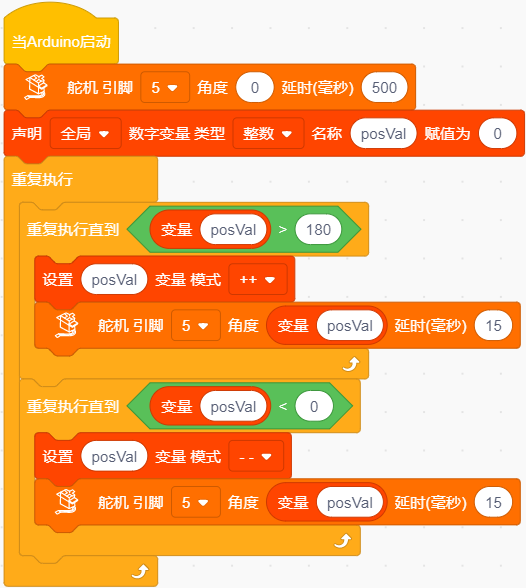 当Arduino启动
舵机 引脚 5 角度 0 延时(毫秒) 500
声明 全局 数字变量 类型 整数 名称 posVal 赋值为 0
重复执行
重复执行直到 变量 posVal > 180
设置 posVal 变量 模式 ++
舵机 引脚 5 角度 变量 posVal 延时(毫秒) 15
重复执行直到 变量 posVal < 0
设置 posVal 变量 模式 --
舵机 引脚 5 角度 变量 posVal 延时(毫秒) 15